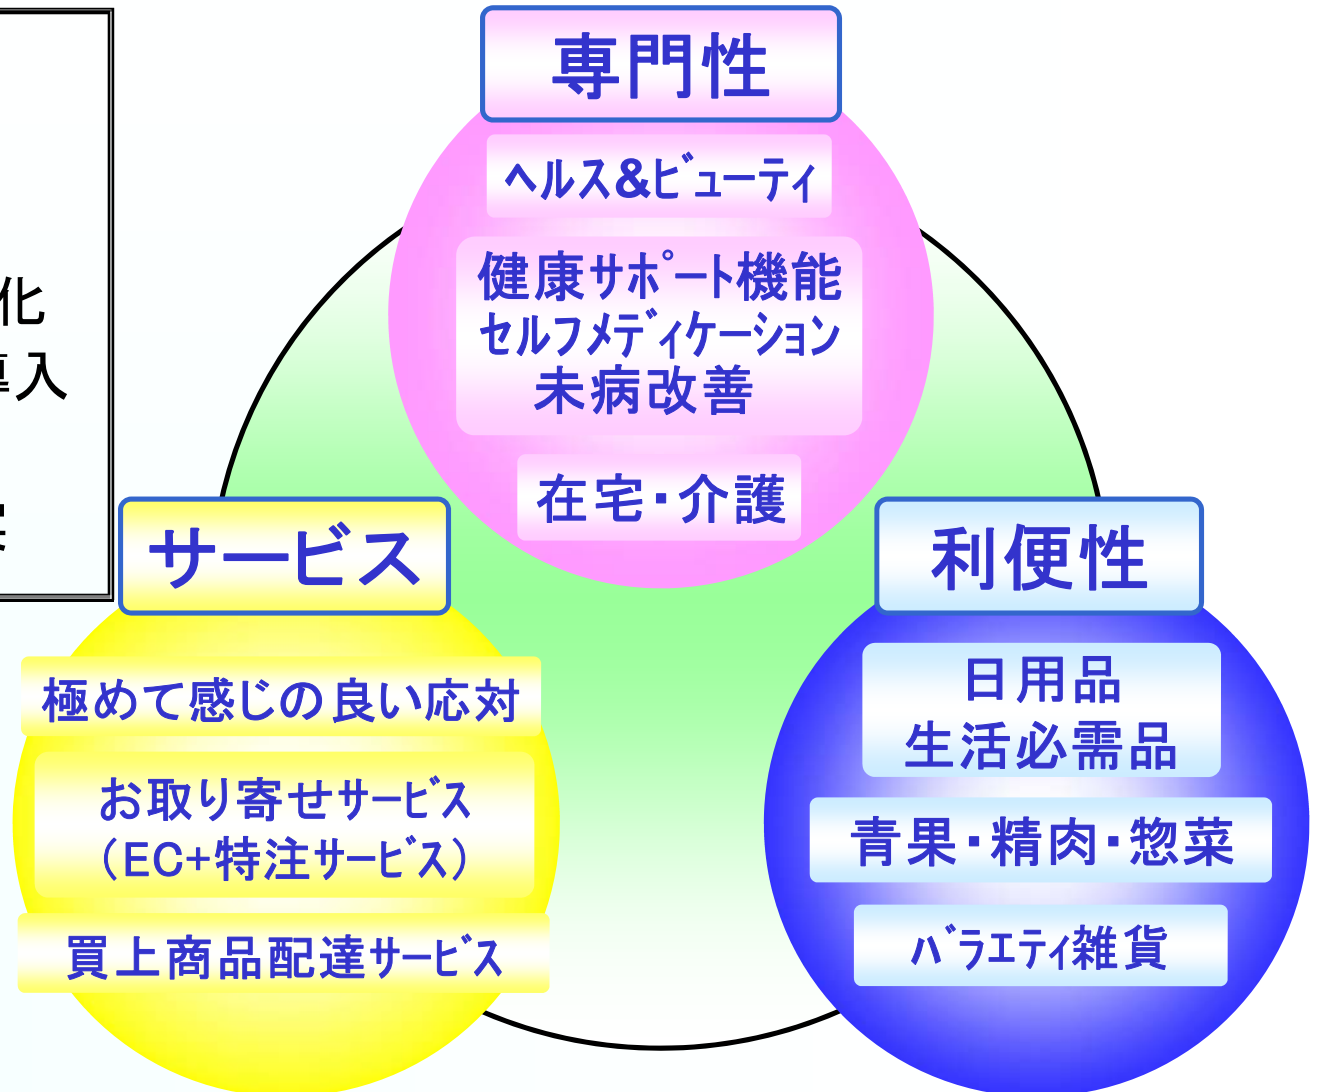 化
導入
専門性
ヘルス&ビューティ
健康サポート機能
セルフメディケーション
未病改善
在宅・介護
サービス
極めて感じの良い応対
お取り寄せサービス
（EC+特注サービス）
買上商品配達サービス
利便性
日用品
生活必需品
青果・精肉・惣菜
バラエティ雑貨